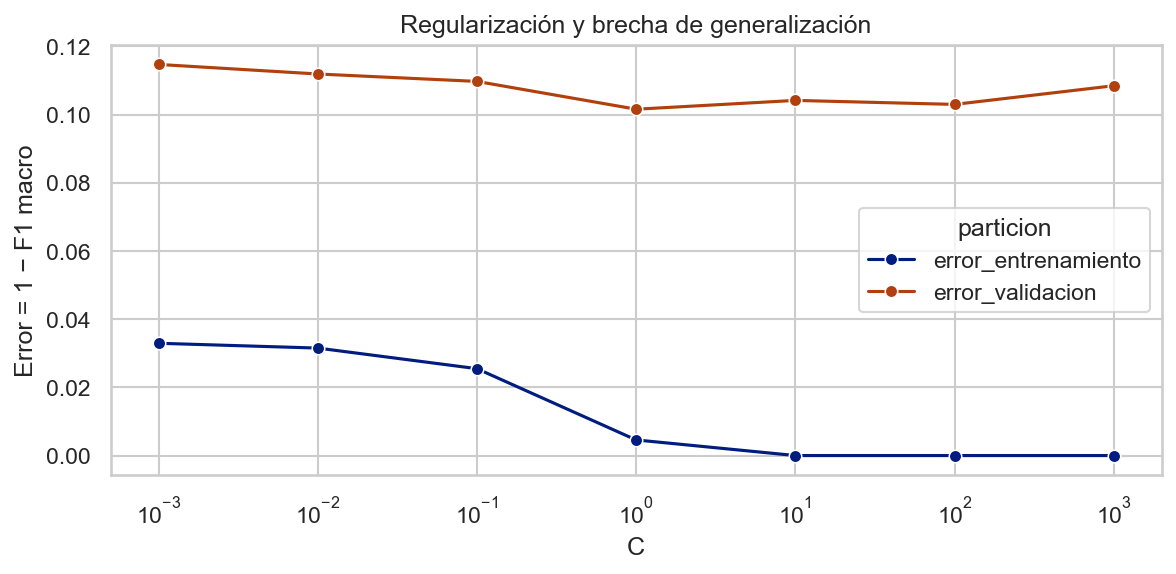 Regularización y brecha de generalización
Error = 1 − F1 macro
0.12
0.10
0.08
0.06
0.04
0.02
0.00
particion
error_entrenamiento
error_validacion
10⁻³ 10⁻² 10⁻¹ 10⁰ 10¹ 10² 10³
C